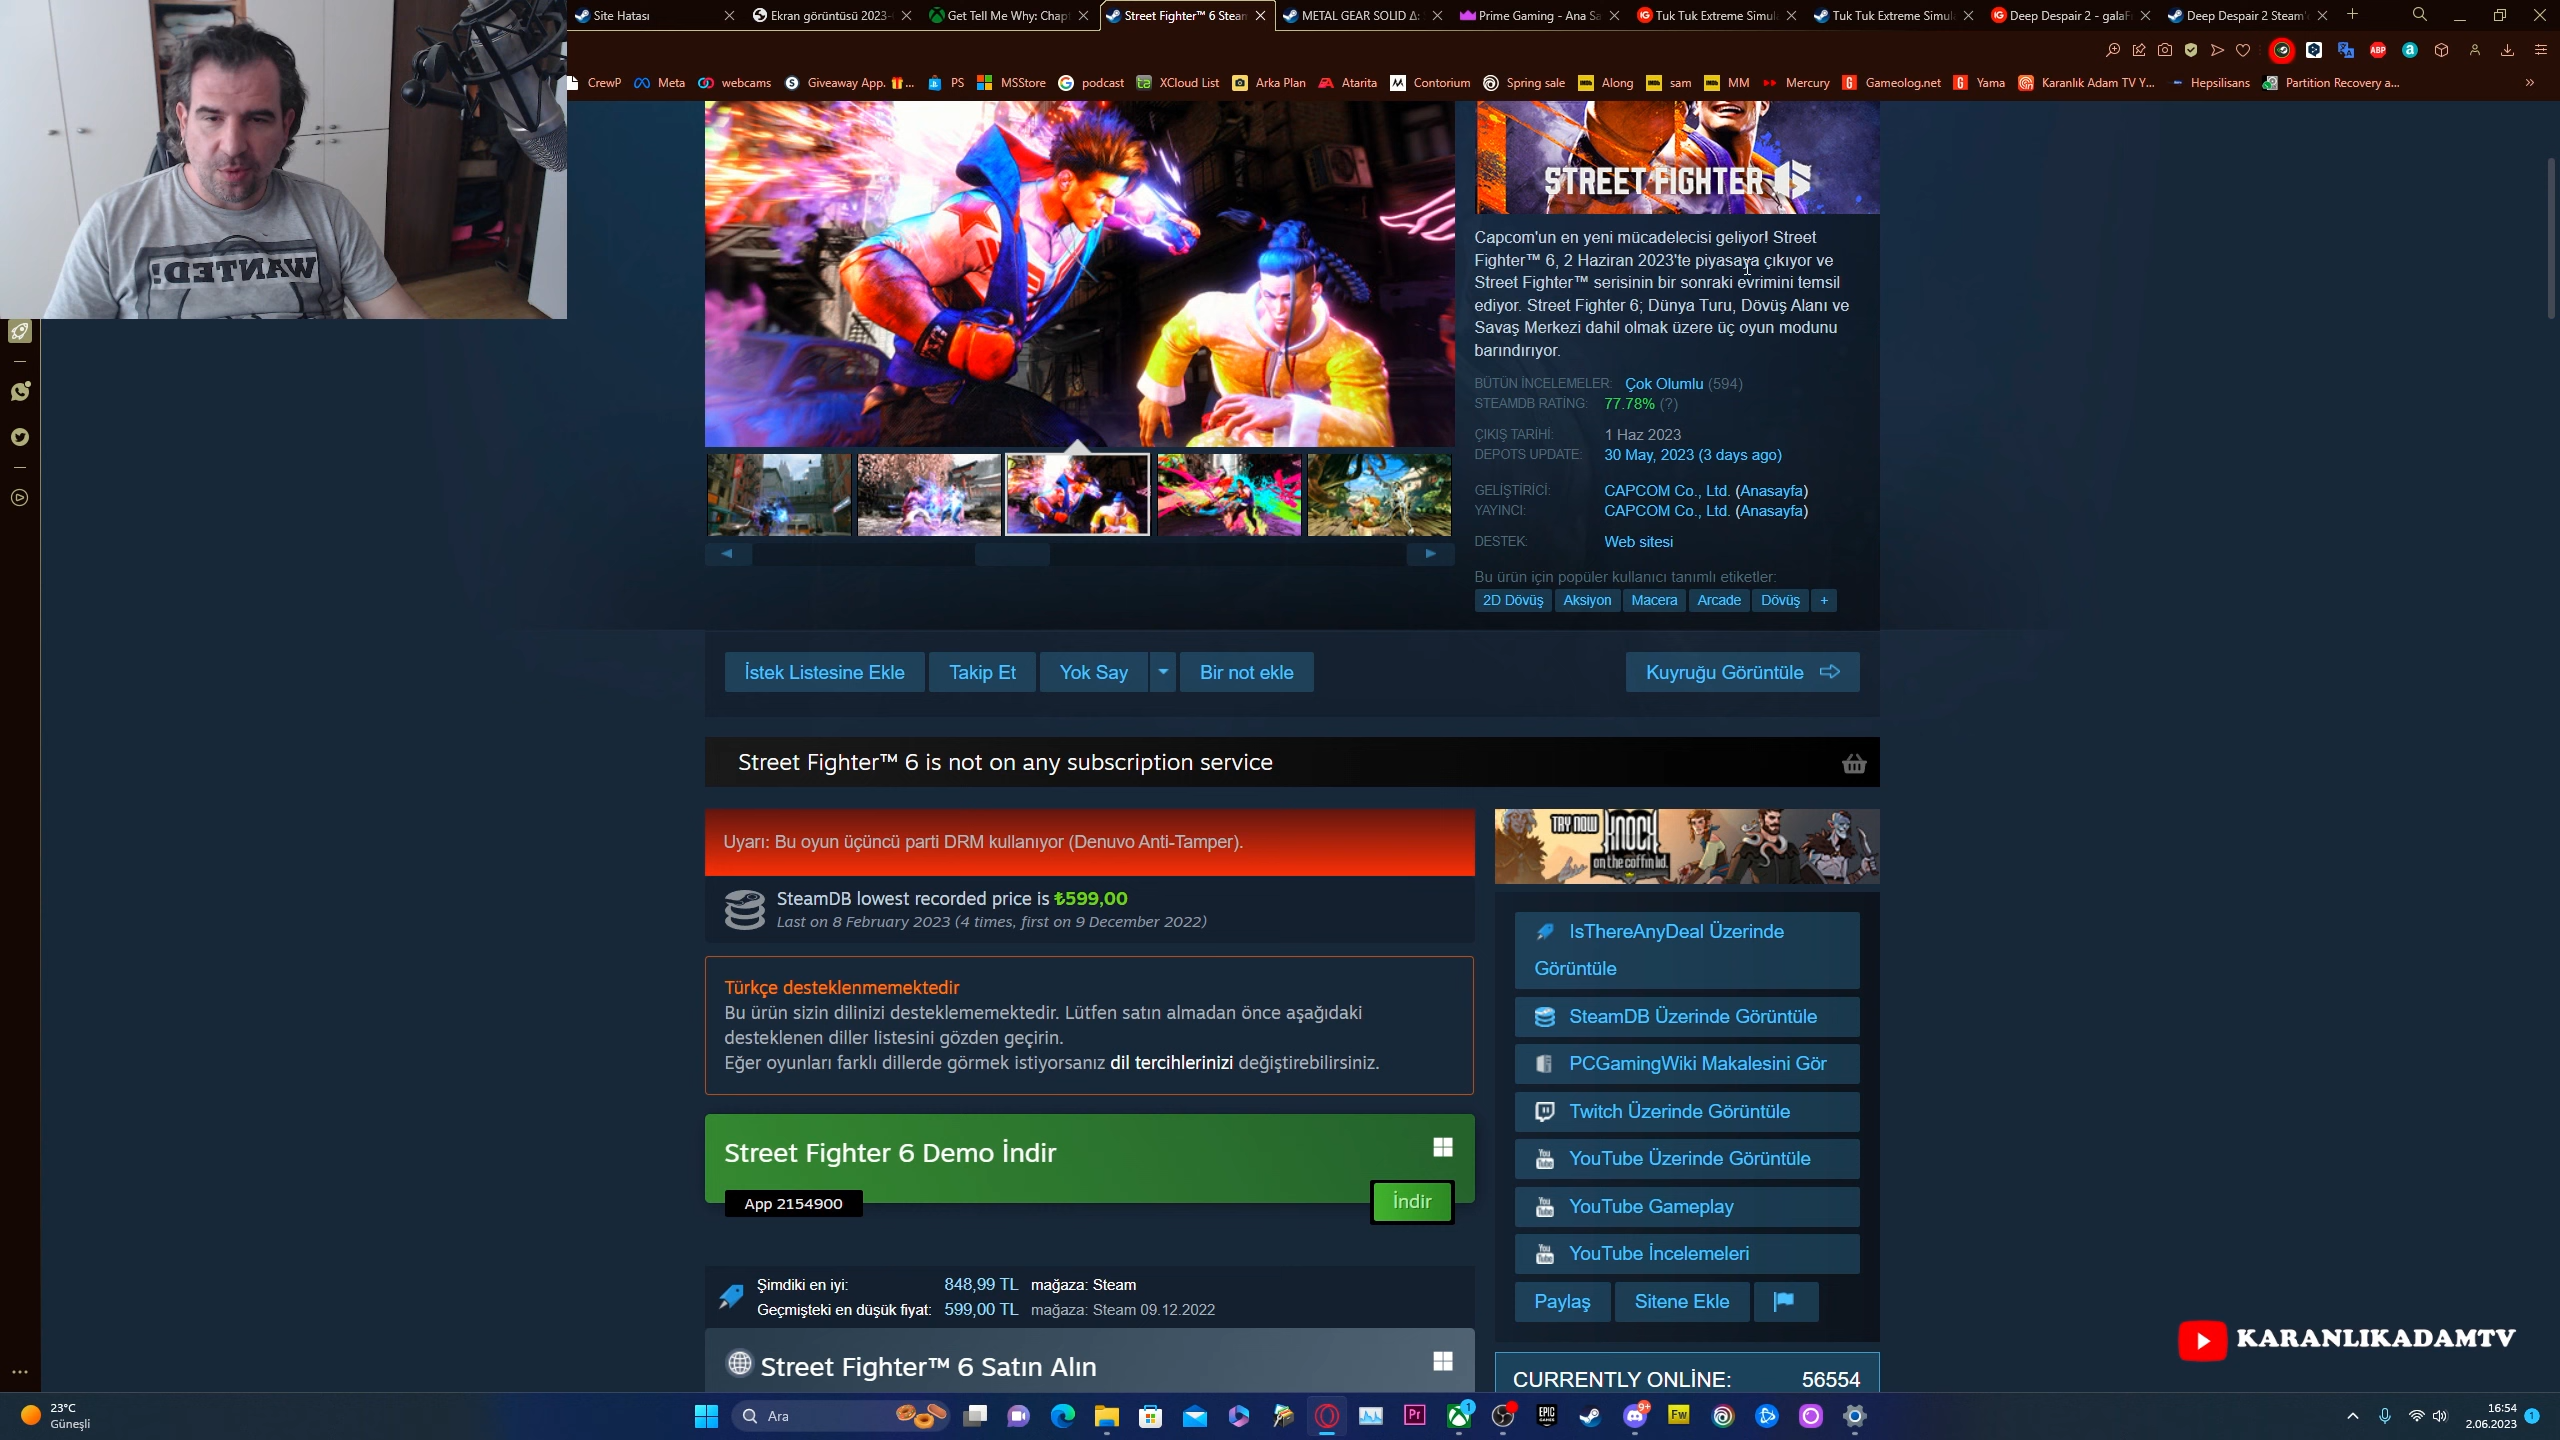 Site Hatası
Ekran görüntüsü 2023-
Get Tell Me Why: Chap
Street Fighter™ 6 Stean
METAL GEAR SOLID Δ:
Prime Gaming - Ana Sa
Tuk Tuk Extreme Simul
Tuk Tuk Extreme Simul
Deep Despair 2 - galaF
Deep Despair 2 Steam'
CrewP
Meta
webcams
Giveaway App. ...
PS
MSStore
podcast
XCloud List
Arka Plan
Atarita
Contorium
Spring sale
Along
sam
MM
Mercury
Gameolog.net
Yama
Karanlık Adam TV Y...
Hepsilisans
Partition Recovery a...
ABP
WANTED!
STREET FIGHTER 6
Capcom'un en yeni mücadelecisi geliyor! Street
Fighter™ 6, 2 Haziran 2023'te piyasaya çıkıyor ve
Street Fighter™ serisinin bir sonraki evrimini temsil
ediyor. Street Fighter 6; Dünya Turu, Dövüş Alanı ve
Savaş Merkezi dahil olmak üzere üç oyun modunu
barındırıyor.
BÜTÜN İNCELEMELER: Çok Olumlu (594)
STEAMDB RATİNG: 77.78% (?)
ÇIKIŞ TARİHİ: 1 Haz 2023
DEPOTS UPDATE: 30 May, 2023 (3 days ago)
GELİŞTİRİCİ: CAPCOM Co., Ltd. (Anasayfa)
YAYINCI: CAPCOM Co., Ltd. (Anasayfa)
DESTEK: Web sitesi
Bu ürün için popüler kullanıcı tanımlı etiketler:
2D Dövüş Aksiyon Macera Arcade Dövüş +
İstek Listesine Ekle
Takip Et
Yok Say
Bir not ekle
Kuyruğu Görüntüle
Street Fighter™ 6 is not on any subscription service
Uyarı: Bu oyun üçüncü parti DRM kullanıyor (Denuvo Anti-Tamper).
SteamDB lowest recorded price is ₺599,00
Last on 8 February 2023 (4 times, first on 9 December 2022)
Türkçe desteklenmemektedir
Bu ürün sizin dilinizi desteklememektedir. Lütfen satın almadan önce aşağıdaki
desteklenen diller listesini gözden geçirin.
Eğer oyunları farklı dillerde görmek istiyorsanız dil tercihlerinizi değiştirebilirsiniz.
Street Fighter 6 Demo İndir
App 2154900
İndir
Şimdiki en iyi: 848,99 TL mağaza: Steam
Geçmişteki en düşük fiyat: 599,00 TL mağaza: Steam 09.12.2022
Street Fighter™ 6 Satın Alın
TRY NOW
KNOCK
on the coffin lid.
IsThereAnyDeal Üzerinde
Görüntüle
SteamDB Üzerinde Görüntüle
PCGamingWiki Makalesini Gör
Twitch Üzerinde Görüntüle
YouTube Üzerinde Görüntüle
YouTube Gameplay
YouTube İncelemeleri
Paylaş
Sitene Ekle
CURRENTLY ONLİNE: 56554
KARANLIKADAMTV
23°C
Güneşli
Ara
Pr
1
EPIC
9+
Fw
16:54
2.06.2023
1